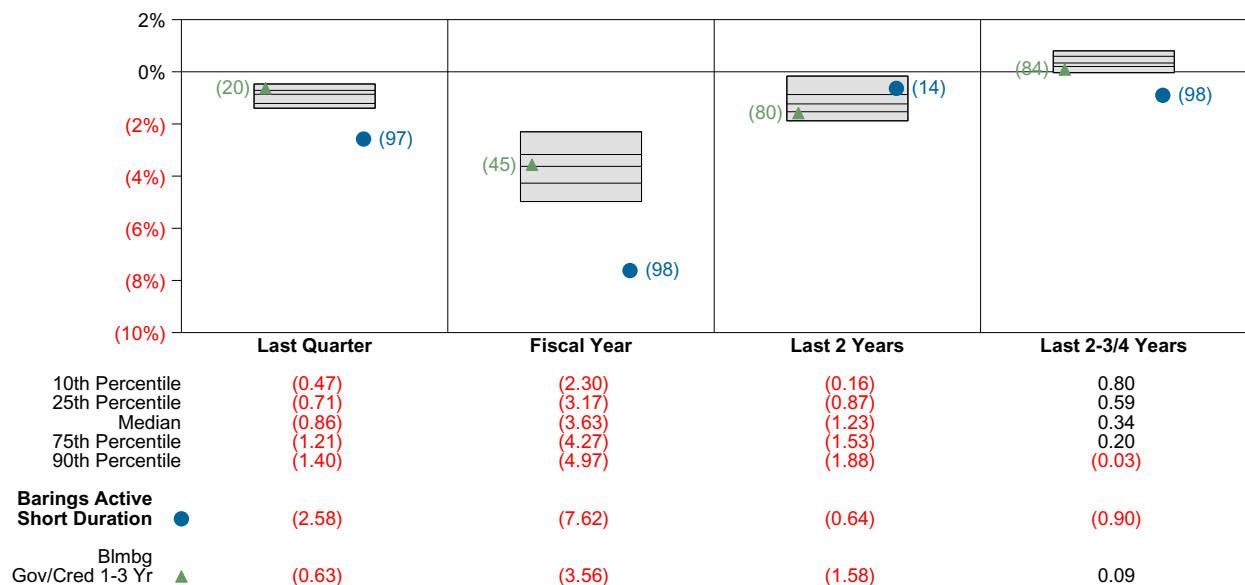 2%
0%
(2%)
(4%)
(6%)
(8%)
(10%)
(20)
(97)
(45)
(98)
(80)
(14)
(84)
(98)
Last Quarter Fiscal Year Last 2 Years Last 2-3/4 Years
10th Percentile (0.47) (2.30) (0.16) 0.80
25th Percentile (0.71) (3.17) (0.87) 0.59
Median (0.86) (3.63) (1.23) 0.34
75th Percentile (1.21) (4.27) (1.53) 0.20
90th Percentile (1.40) (4.97) (1.88) (0.03)
Barings Active
Short Duration (2.58) (7.62) (0.64) (0.90)
Blmbg
Gov/Cred 1-3 Yr (0.63) (3.56) (1.58) 0.09